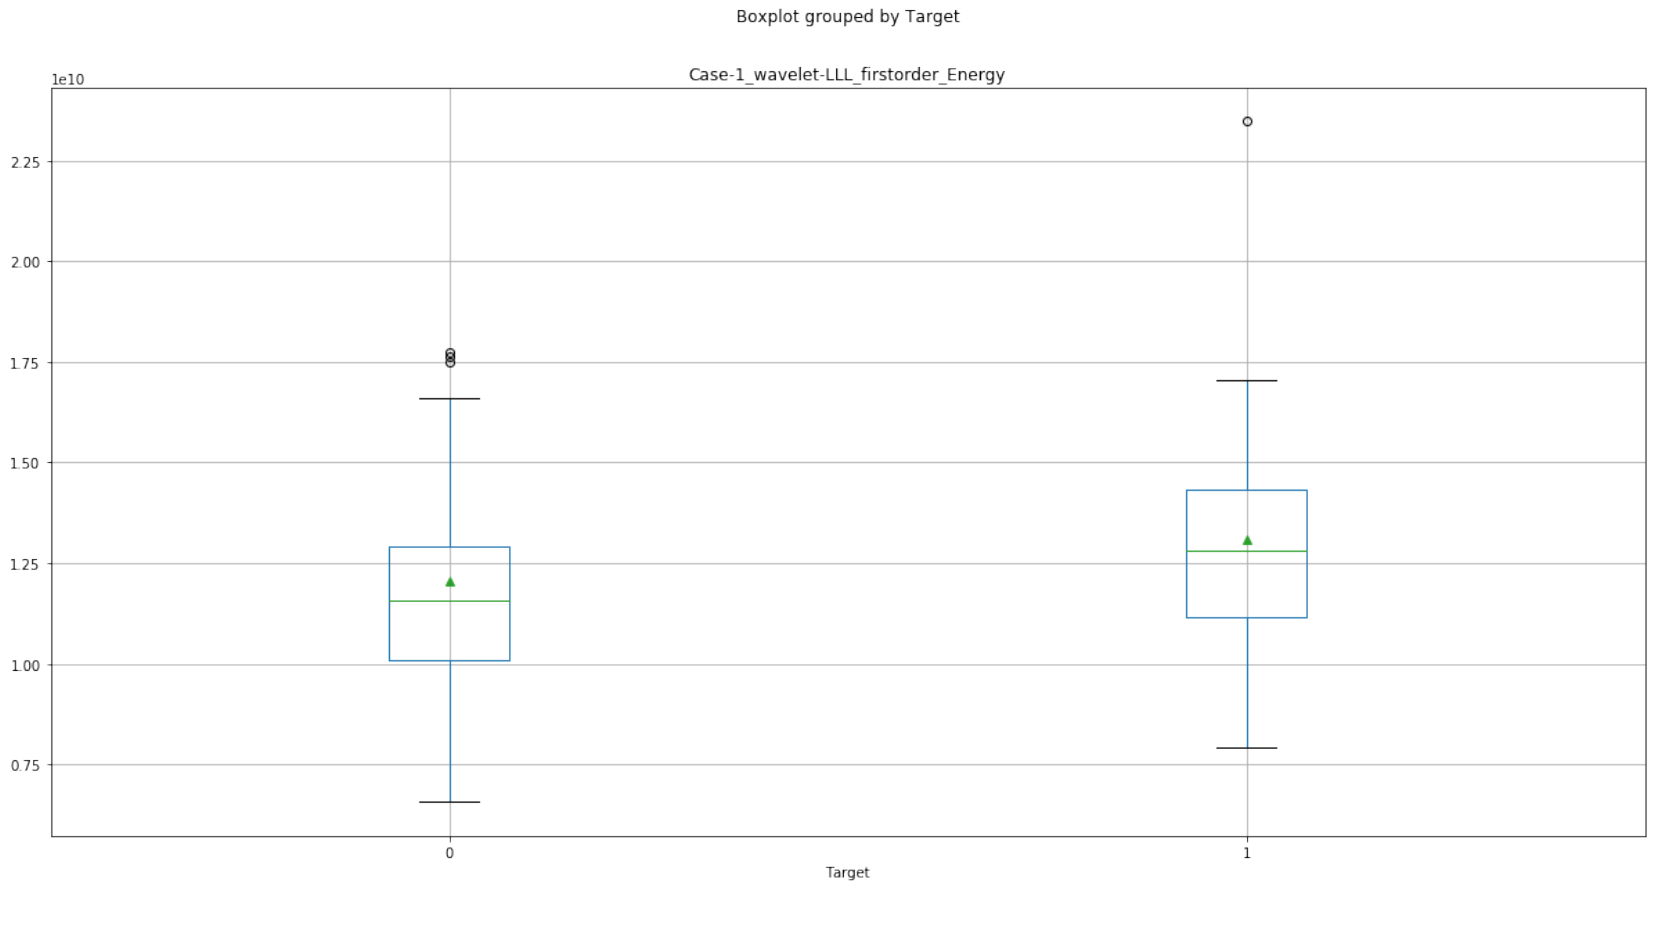 Boxplot grouped by Target
Case-1_wavelet-LLL_firstorder_Energy
1e10
2.25
2.00
1.75
1.50
1.25
1.00
0.75
0
1
Target